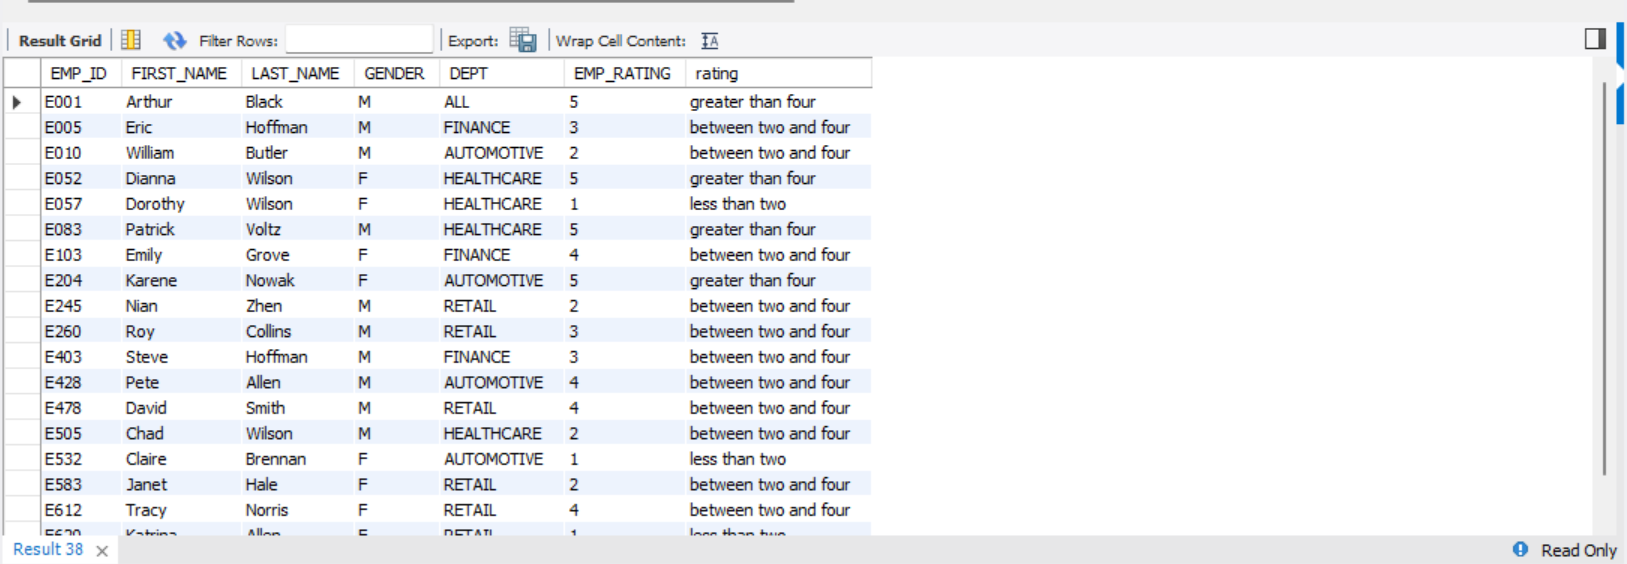 Result Grid Filter Rows: Export: Wrap Cell Content: IA
EMP_ID FIRST_NAME LAST_NAME GENDER DEPT EMP_RATING rating
E001 Arthur Black M ALL 5 greater than four
E005 Eric Hoffman M FINANCE 3 between two and four
E010 William Butler M AUTOMOTIVE 2 between two and four
E052 Dianna Wilson F HEALTHCARE 5 greater than four
E057 Dorothy Wilson F HEALTHCARE 1 less than two
E083 Patrick Voltz M HEALTHCARE 5 greater than four
E103 Emily Grove F FINANCE 4 between two and four
E204 Karene Nowak F AUTOMOTIVE 5 greater than four
E245 Nian Zhen M RETAIL 2 between two and four
E260 Roy Collins M RETAIL 3 between two and four
E403 Steve Hoffman M FINANCE 3 between two and four
E428 Pete Allen M AUTOMOTIVE 4 between two and four
E478 David Smith M RETAIL 4 between two and four
E505 Chad Wilson M HEALTHCARE 2 between two and four
E532 Claire Brennan F AUTOMOTIVE 1 less than two
E583 Janet Hale F RETAIL 2 between two and four
E612 Tracy Norris F RETAIL 4 between two and four
Katrina Allen F RETAIL 1 less than two
Result 38 Read Only